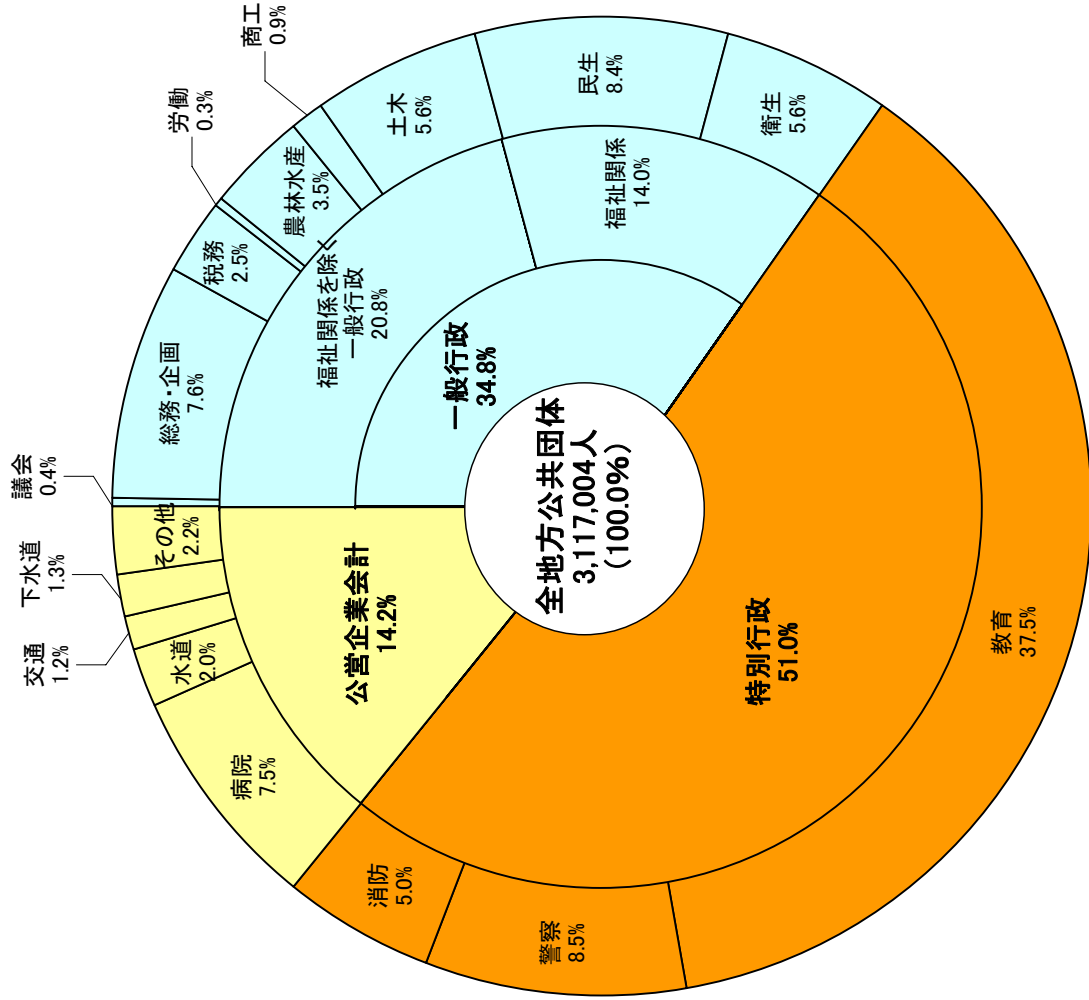 全地方公共団体
3,117,004人
(100.0%)
一般行政
34.8%
福祉関係を除く
一般行政
20.8%
福祉関係
14.0%
議会
0.4%
総務・企画
7.6%
税務
2.5%
労働
0.3%
農林水産
3.5%
商工
0.9%
土木
5.6%
民生
8.4%
衛生
5.6%
特別行政
51.0%
教育
37.5%
警察
8.5%
消防
5.0%
公営企業会計
14.2%
病院
7.5%
水道
2.0%
交通
1.2%
下水道
1.3%
その他
2.2%